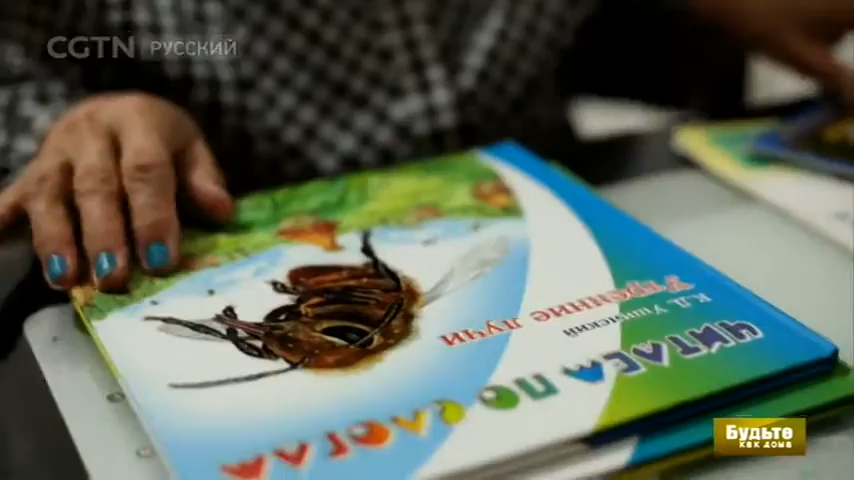 CGTN РУССКИЙ
ЧИТАЕМ ПО СЛОГАМ
К.Д. Ушинский
Утренние лучи
Будьте
как дома